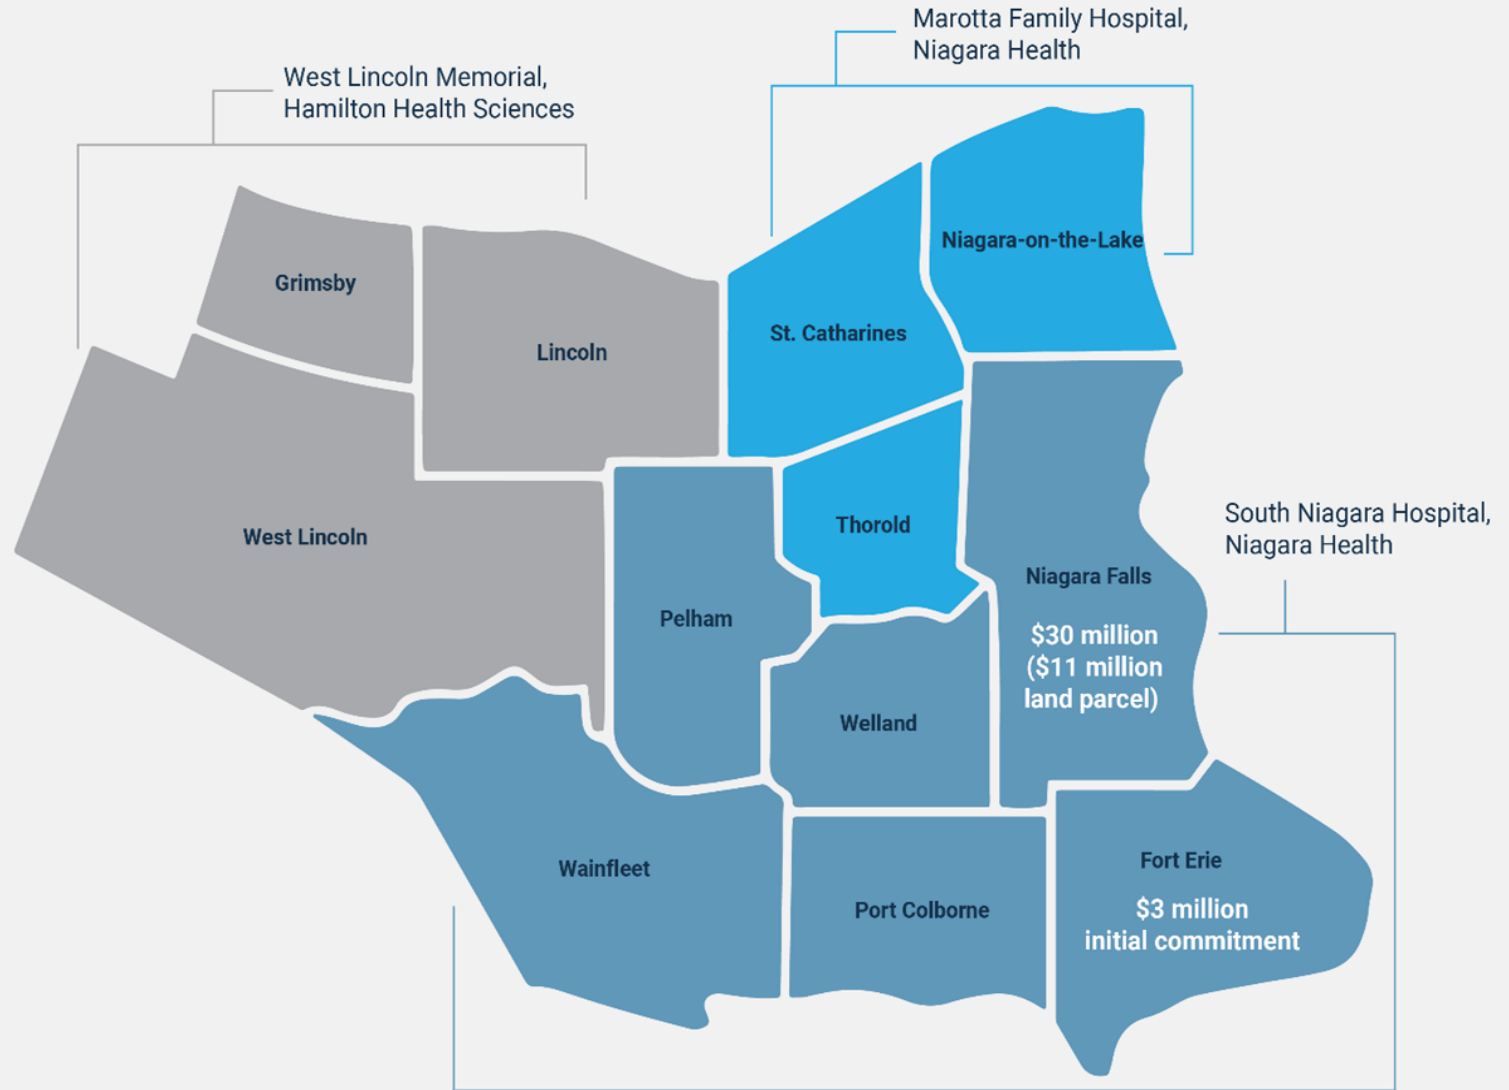 Marotta Family Hospital,
Niagara Health
West Lincoln Memorial,
Hamilton Health Sciences
Niagara-on-the-Lake
Grimsby
St. Catharines
Lincoln
South Niagara Hospital,
Niagara Health
Thorold
West Lincoln
Niagara Falls
$30 million
($11 million
land parcel)
Pelham
Welland
Wainfleet
Port Colborne
Fort Erie
$3 million
initial commitment